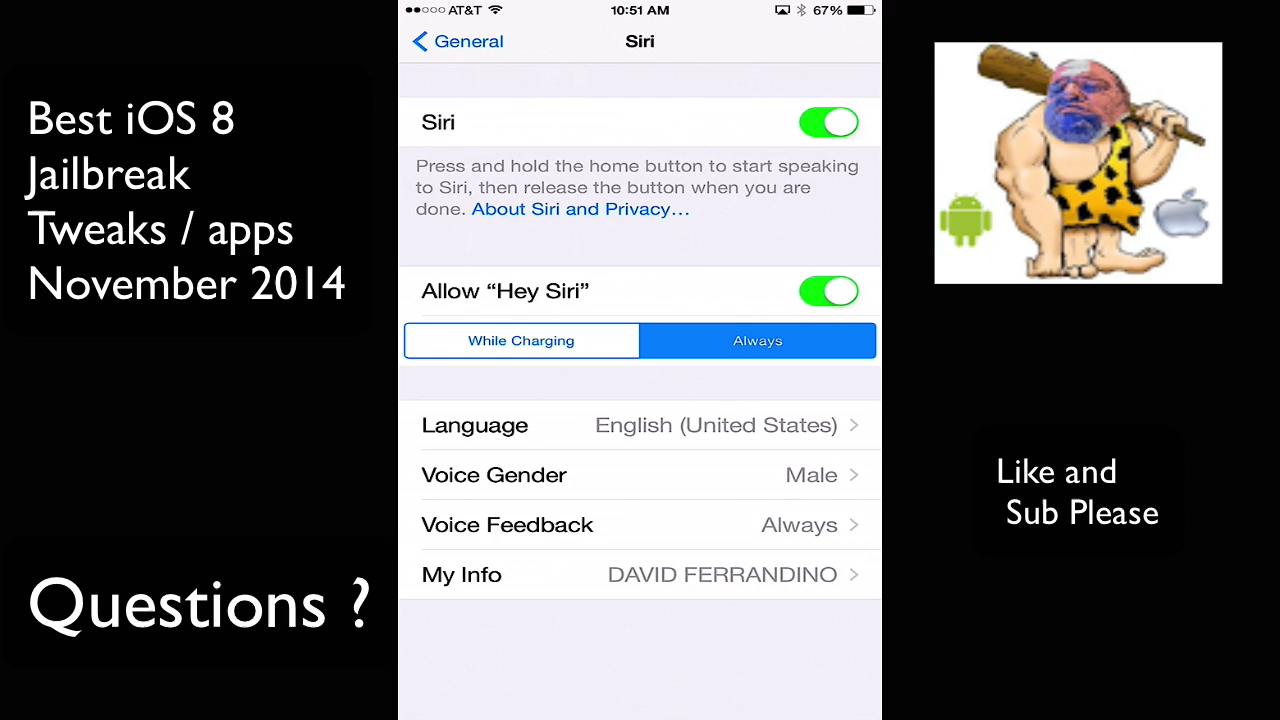 Best iOS 8
Jailbreak
Tweaks / apps
November 2014
Questions ?
AT&T 10:51 AM 67%
General Siri
Siri
Press and hold the home button to start speaking
to Siri, then release the button when you are
done. About Siri and Privacy...
Allow “Hey Siri”
While Charging Always
Language English (United States)
Voice Gender Male
Voice Feedback Always
My Info DAVID FERRANDINO
Like and
Sub Please